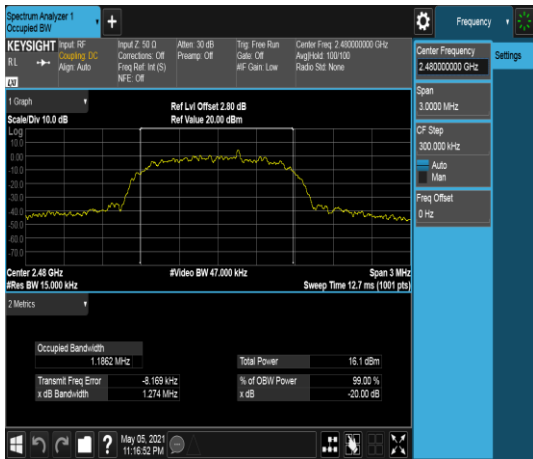 Spectrum Analyzer 1
Occupied BW
Frequency
KEYSIGHT
Input: RF
Input Z: 50 Ω
Atten: 30 dB
Trig: Free Run
Center Freq: 2.480000000 GHz
RL
Coupling: DC
Corrections: Off
Preamp: Off
Gate: Off
Avg|Hold: 100/100
Align: Auto
Freq Ref: Int (S)
#IF Gain: Low
Radio Std: None
LXI
NFE: Off
Center Frequency
2.480000000 GHz
Settings
Span
3.0000 MHz
CF Step
300.000 kHz
Auto
Man
Freq Offset
0 Hz
1 Graph
Ref Lvl Offset 2.80 dB
Scale/Div 10.0 dB
Ref Value 20.00 dBm
Log
10.0
0.00
-10.0
-20.0
-30.0
-40.0
-50.0
-60.0
-70.0
Center 2.48 GHz
#Video BW 47.000 kHz
Span 3 MHz
#Res BW 15.000 kHz
Sweep Time 12.7 ms (1001 pts)
2 Metrics
Occupied Bandwidth
1.1862 MHz
Total Power
16.1 dBm
Transmit Freq Error
-8.169 kHz
% of OBW Power
99.00 %
x dB Bandwidth
1.274 MHz
x dB
-20.00 dB
?
May 05, 2021
11:16:52 PM